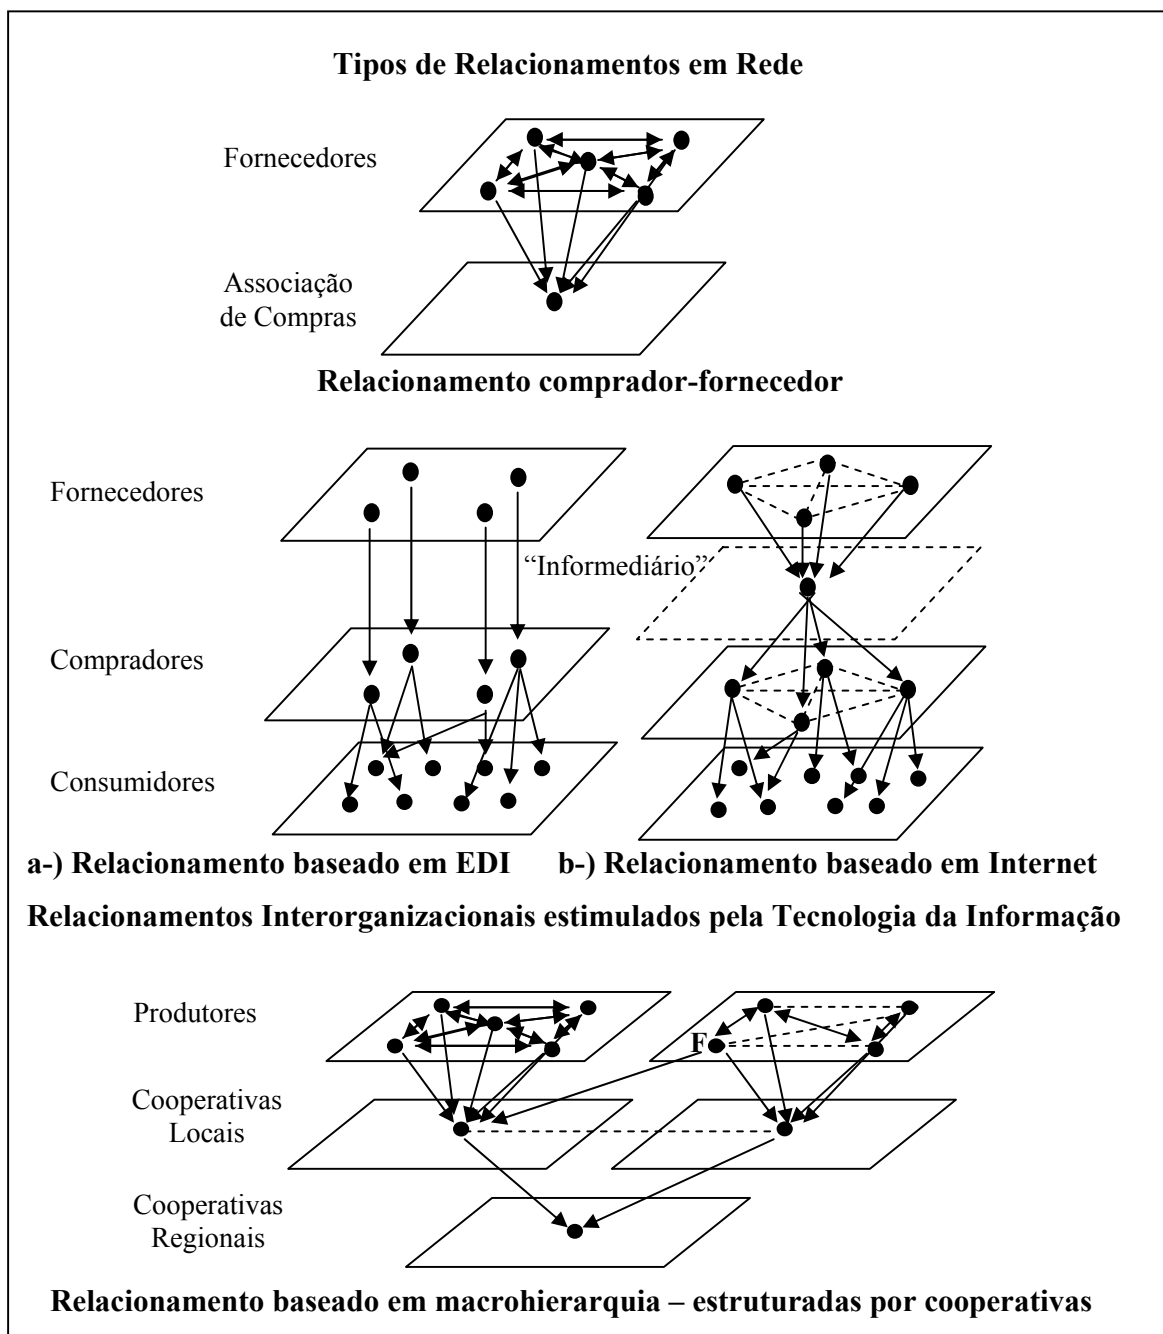 Tipos de Relacionamentos em Rede
Fornecedores
Associação
de Compras
Relacionamento comprador-fornecedor
Fornecedores
“Informediário”
Compradores
Consumidores
a-) Relacionamento baseado em EDI
b-) Relacionamento baseado em Internet
Relacionamentos Interorganizacionais estimulados pela Tecnologia da Informação
Produtores
F
Cooperativas
Locais
Cooperativas
Regionais
Relacionamento baseado em macrohierarquia – estruturadas por cooperativas